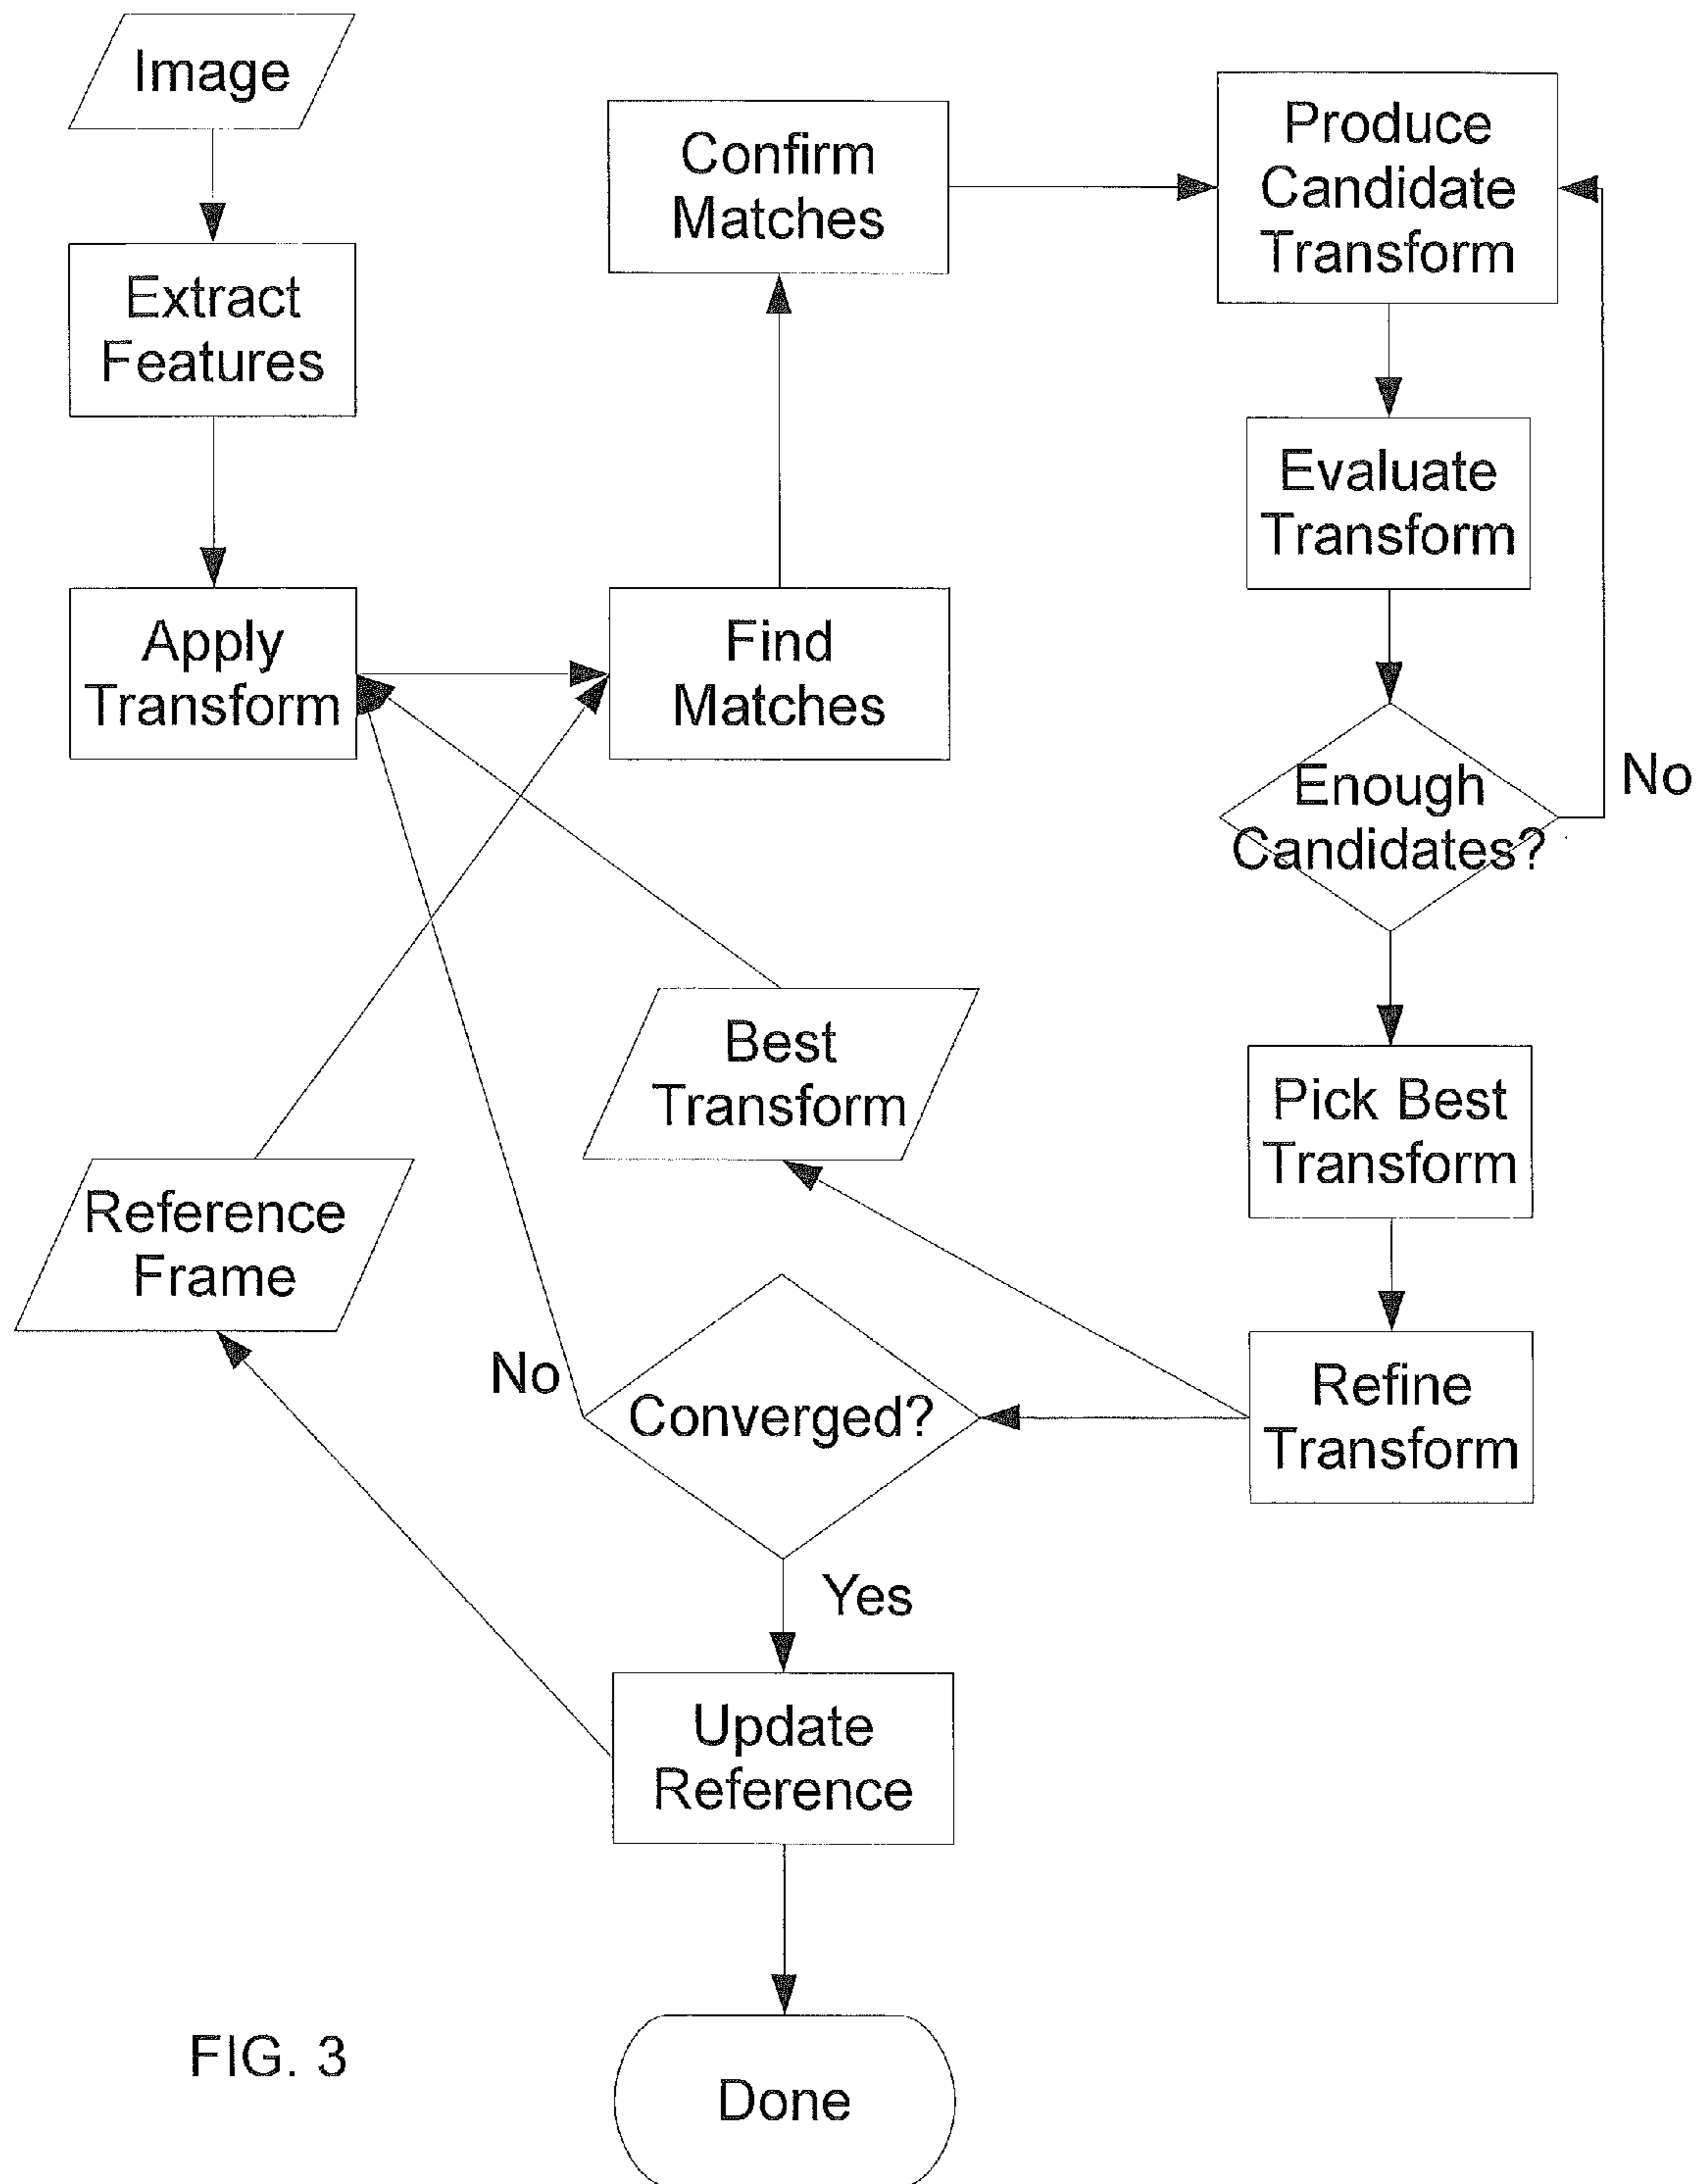 Image
Extract
Features
Apply
Transform
Find
Matches
Confirm
Matches
Produce
Candidate
Transform
Evaluate
Transform
Enough
Candidates?
No
Pick Best
Transform
Refine
Transform
Best
Transform
Reference
Frame
Converged?
No
Yes
Update
Reference
Done
FIG. 3